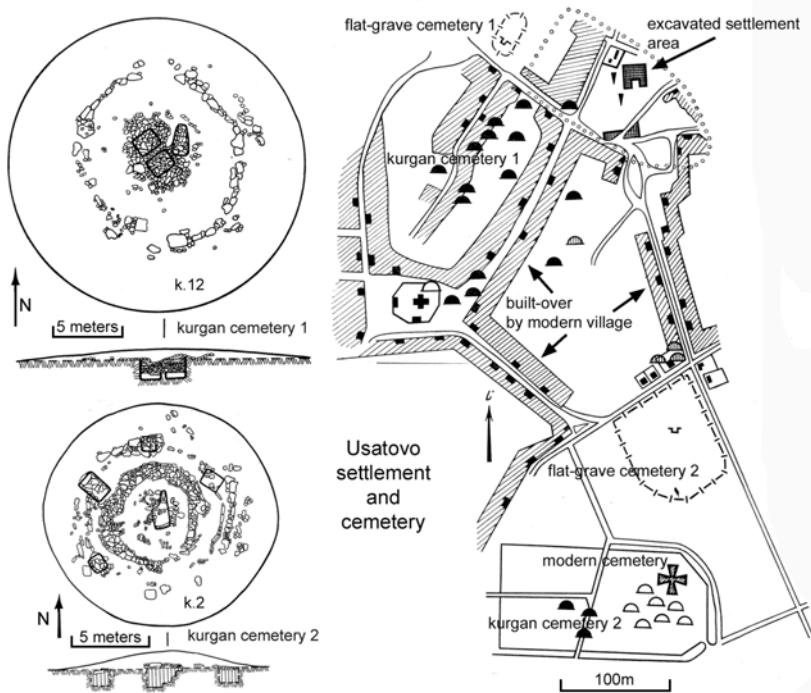 k.12
N
5 meters
kurgan cemetery 1
k.2
N
5 meters
kurgan cemetery 2
flat-grave cemetery 1
excavated settlement
area
kurgan cemetery 1
built-over
by modern village
Usatovo
settlement
and
cemetery
flat-grave cemetery 2
modern cemetery
kurgan cemetery 2
100m